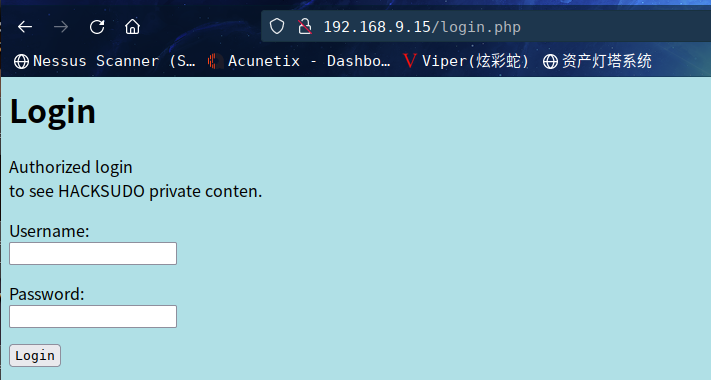 192.168.9.15/login.php
Nessus Scanner (S… Acunetix - Dashbo… Viper(炫彩蛇) 资产灯塔系统
Login
Authorized login
to see HACKSUDO private conten.
Username:
Password:
Login